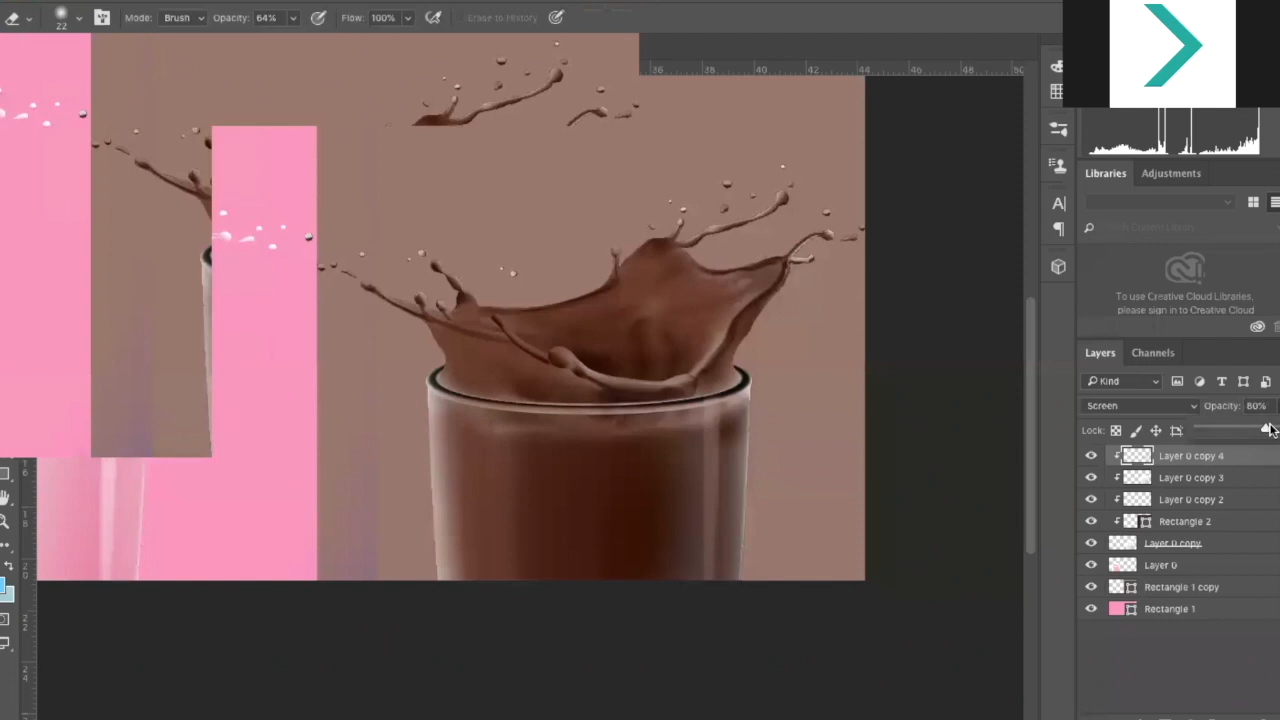 Mode: Brush Opacity: 64% Flow: 100% Erase to History
22
36 38 40 42 44 46 48 50
Libraries Adjustments
To use Creative Cloud Libraries,
please sign in to Creative Cloud
Layers Channels
Kind
Screen Opacity: 80%
Lock:
Layer 0 copy 4
Layer 0 copy 3
Layer 0 copy 2
Rectangle 2
Layer 0 copy
Layer 0
Rectangle 1 copy
Rectangle 1